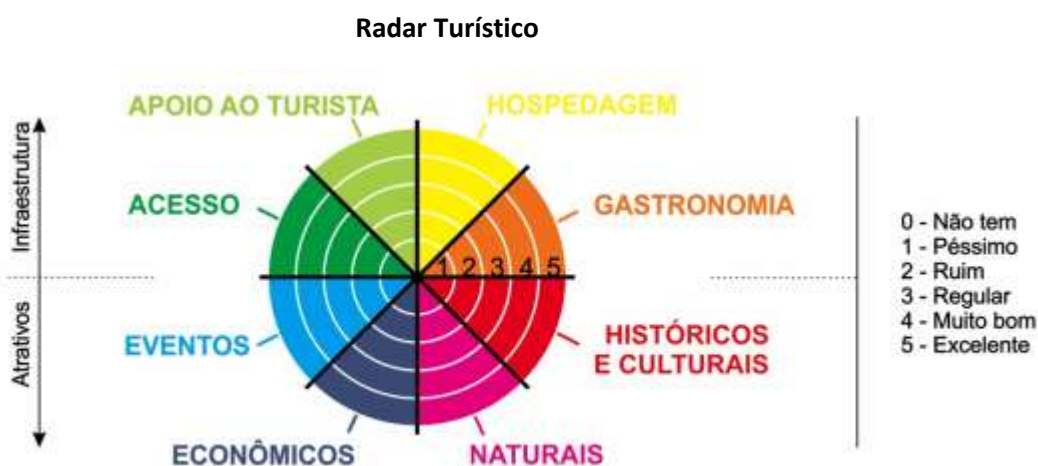 Radar Turístico
APOIO AO TURISTA
HOSPEDAGEM
Infraestrutura
ACESSO
GASTRONOMIA
1 2 3 4 5
Atrativos
EVENTOS
HISTÓRICOS
E CULTURAIS
ECONÔMICOS
NATURAIS
0 - Não tem
1 - Péssimo
2 - Ruim
3 - Regular
4 - Muito bom
5 - Excelente